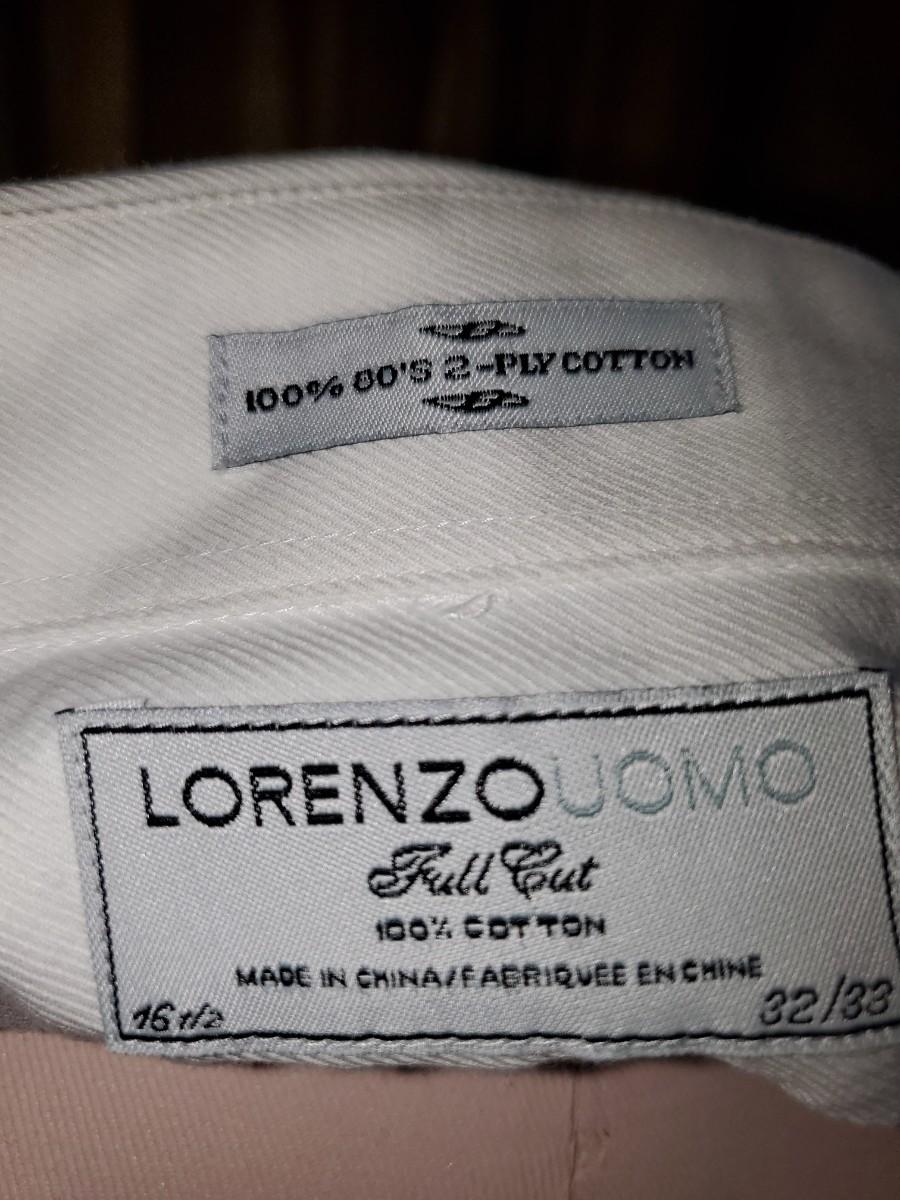 100% 80'S 2-PLY COTTON
LORENZOUOMO
Full Cut
100% COTTON
MADE IN CHINA/FABRIQUEE EN CHINE
16 1/2 32/33